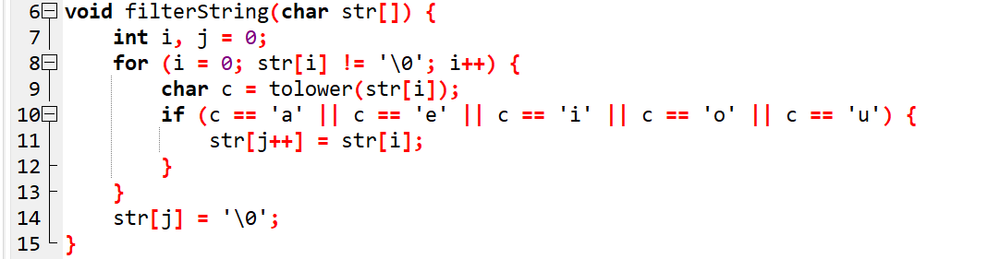 6 void filterString(char str[]) {
7 int i, j = 0;
8 for (i = 0; str[i] != '\0'; i++) {
9 char c = tolower(str[i]);
10 if (c == 'a' || c == 'e' || c == 'i' || c == 'o' || c == 'u') {
11 str[j++] = str[i];
12 }
13 }
14 str[j] = '\0';
15 }